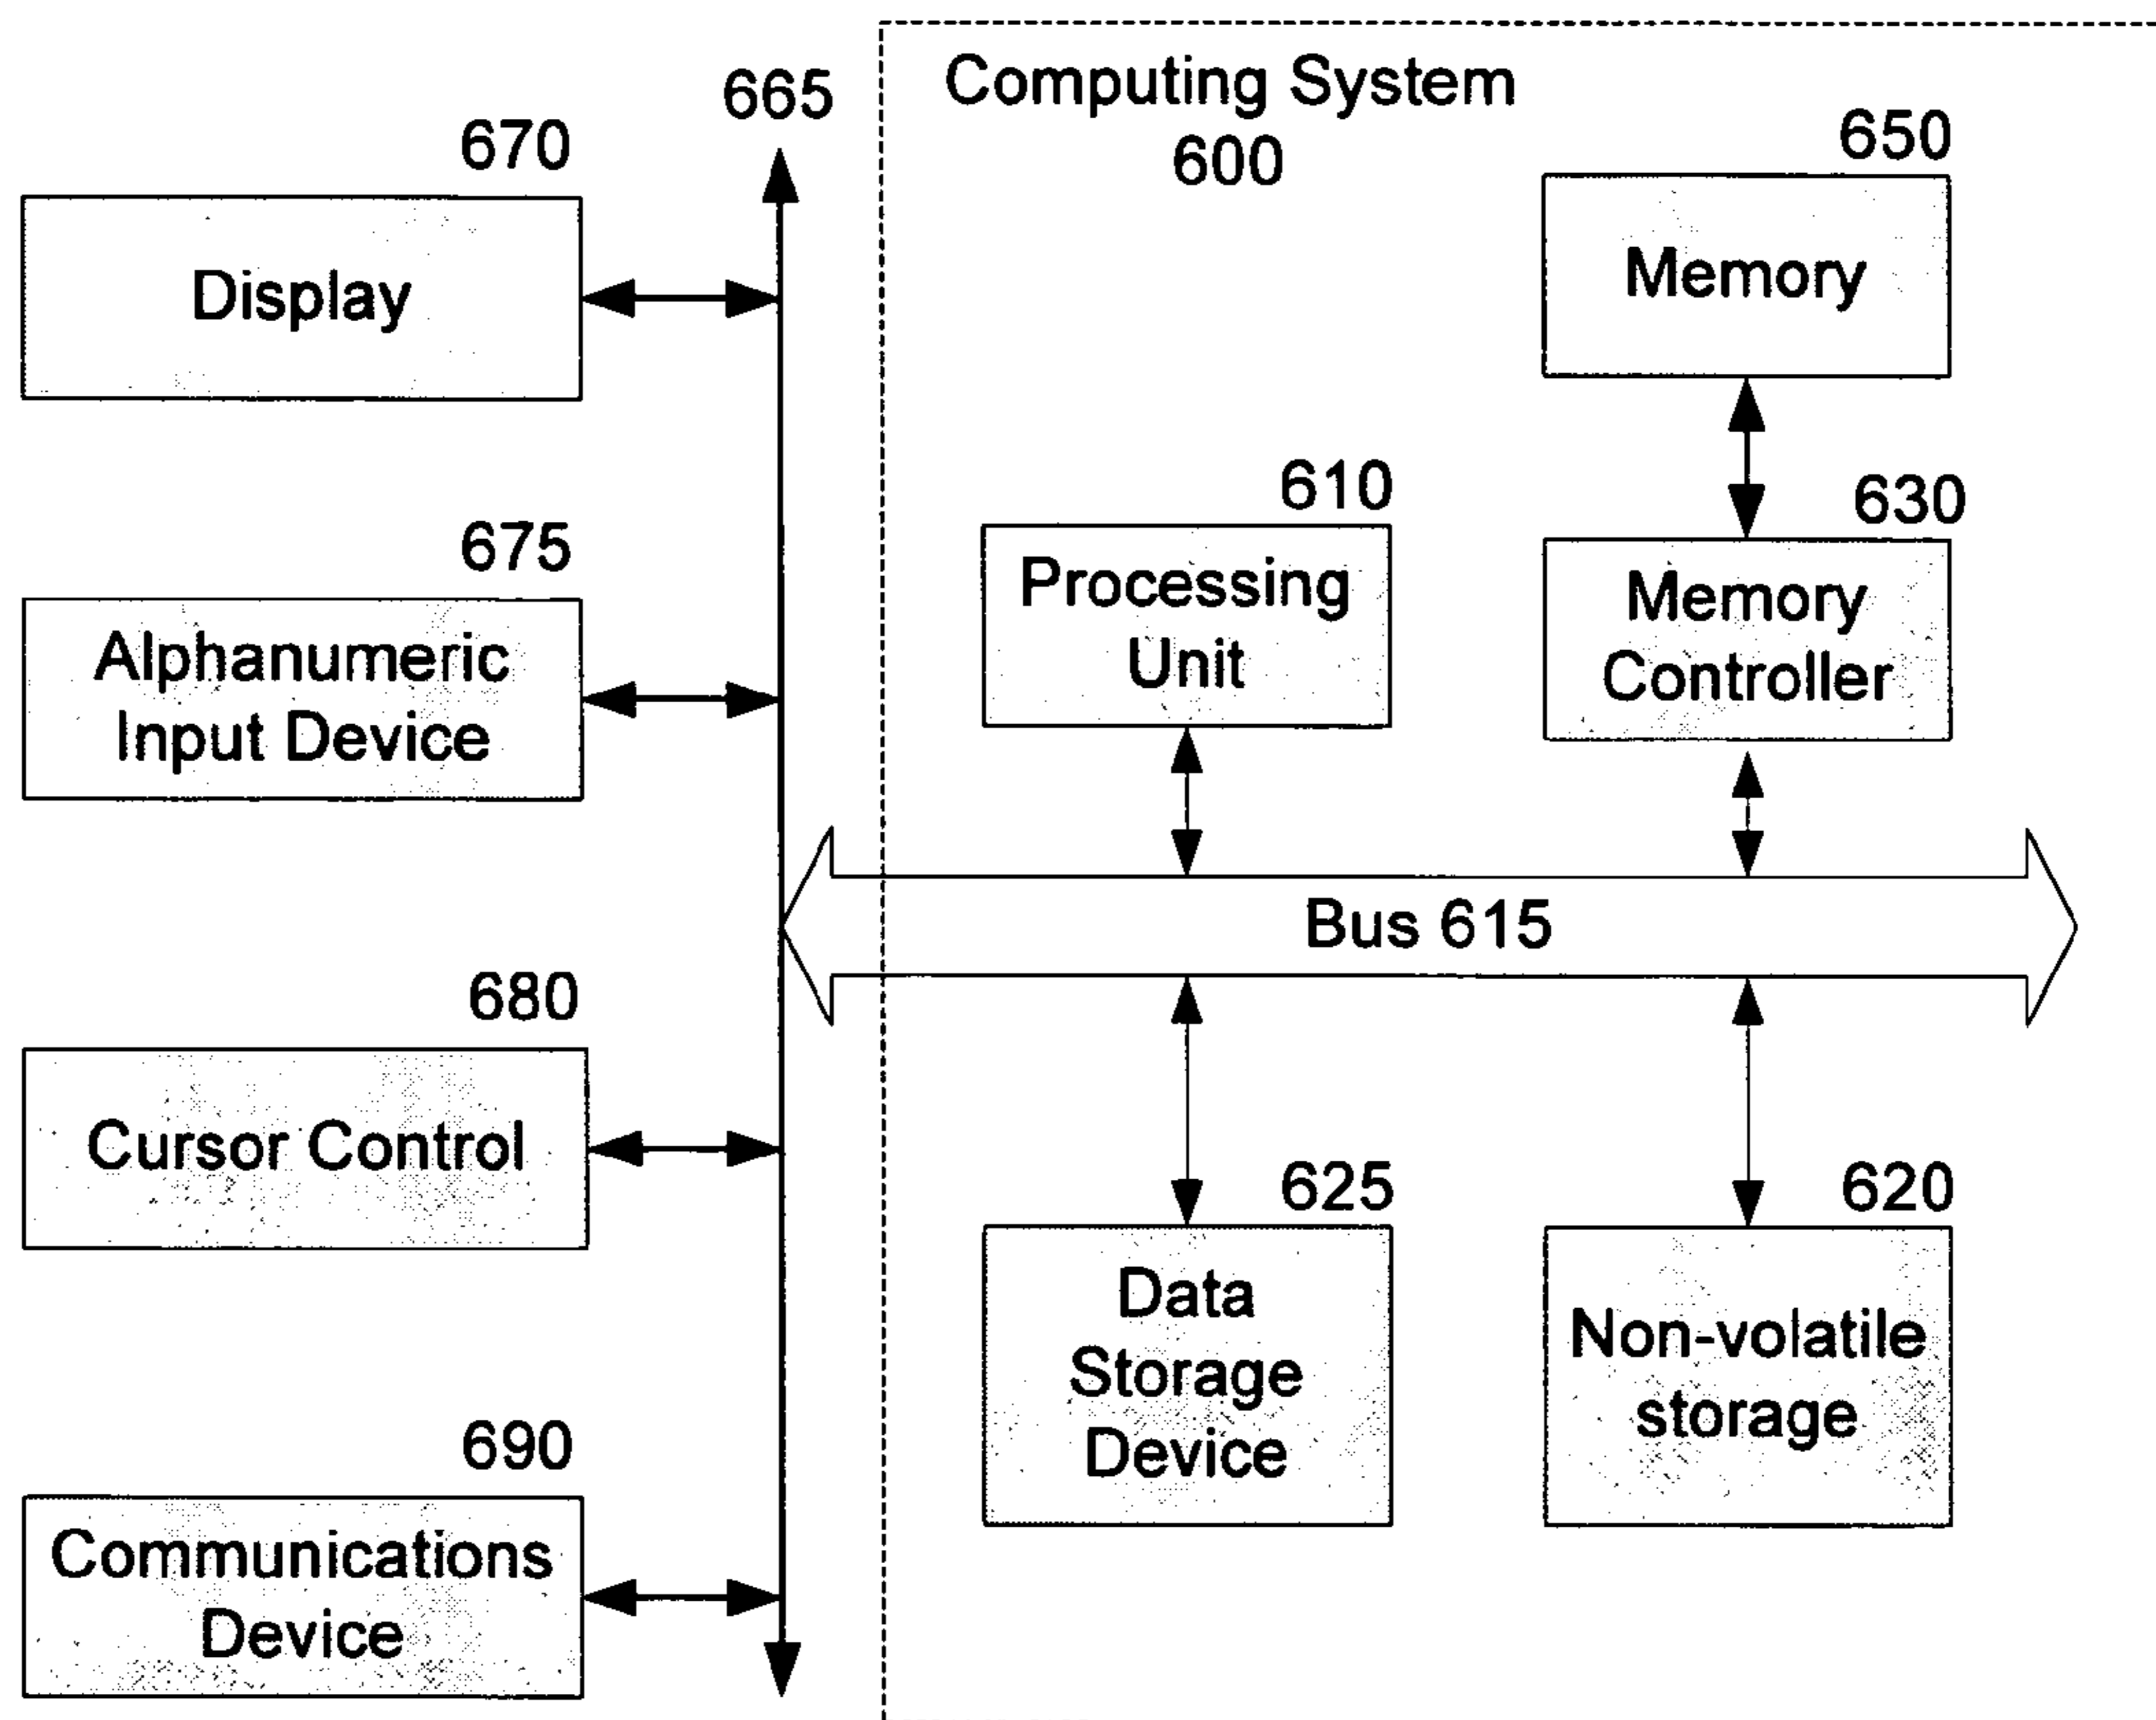 665
Computing System
600
670
Display
650
Memory
610
Processing
Unit
630
Memory
Controller
675
Alphanumeric
Input Device
Bus 615
680
Cursor Control
625
Data
Storage
Device
620
Non-volatile
storage
690
Communications
Device